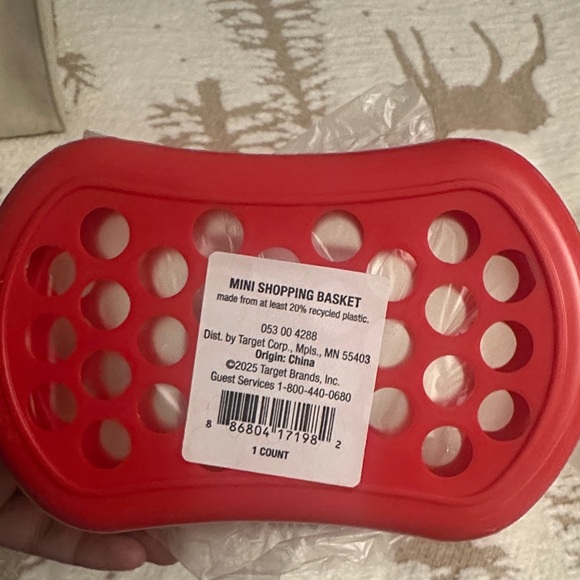 MINI SHOPPING BASKET
made from at least 20% recycled plastic.
053 00 4288
Dist. by Target Corp., Mpls., MN 55403
Origin: China
©2025 Target Brands, Inc.
Guest Services 1-800-440-0680
8 86804 17198 2
1 COUNT